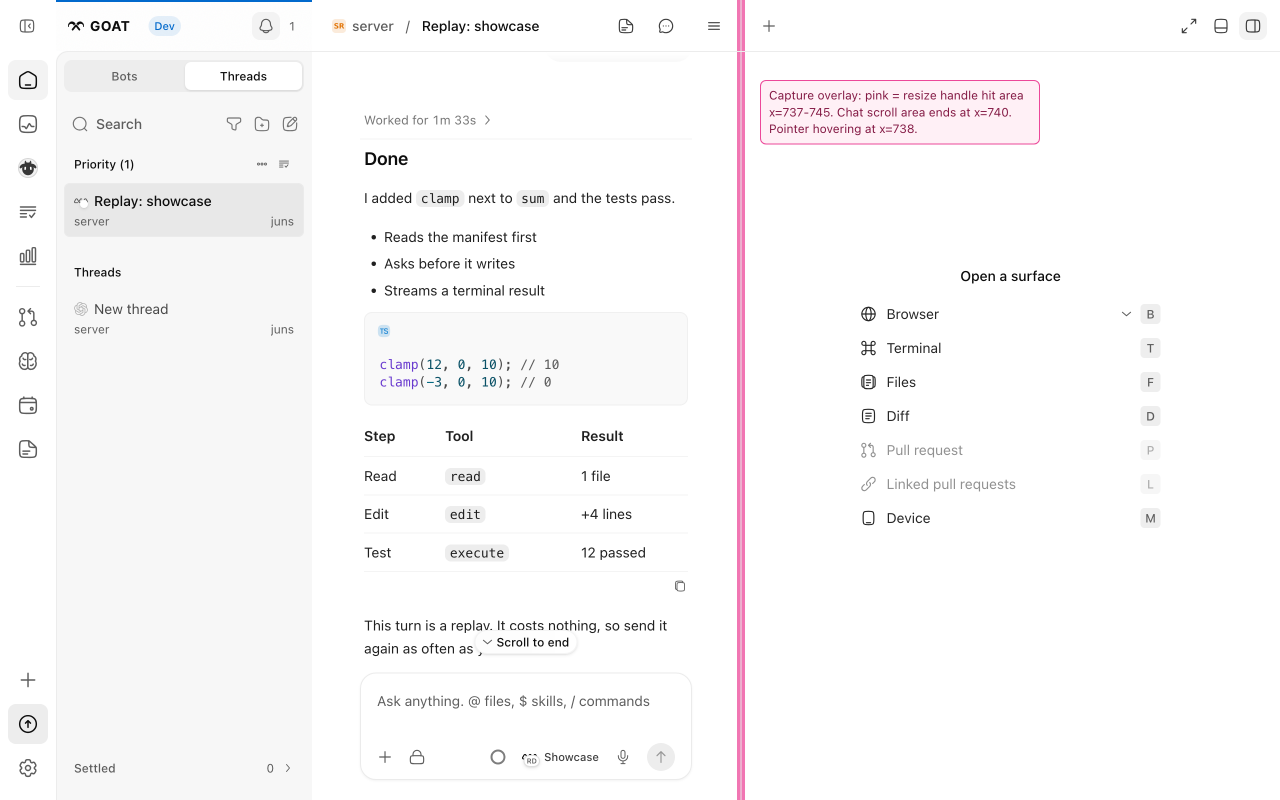 GOAT
Dev
1
SR server / Replay: showcase
Bots
Threads
Search
Priority (1)
Replay: showcase
server
juns
Threads
New thread
server
juns
Settled
0
Worked for 1m 33s
Done
I added clamp next to sum and the tests pass.
• Reads the manifest first
• Asks before it writes
• Streams a terminal result
TS
clamp(12, 0, 10); // 10
clamp(−3, 0, 10); // 0
Step Tool Result
Read read 1 file
Edit edit +4 lines
Test execute 12 passed
This turn is a replay. It costs nothing, so send it
again as often as
Scroll to end
Ask anything. @ files, $ skills, / commands
RD
Showcase
Capture overlay: pink = resize handle hit area
x=737-745. Chat scroll area ends at x=740.
Pointer hovering at x=738.
Open a surface
Browser B
Terminal T
Files F
Diff D
Pull request P
Linked pull requests L
Device M